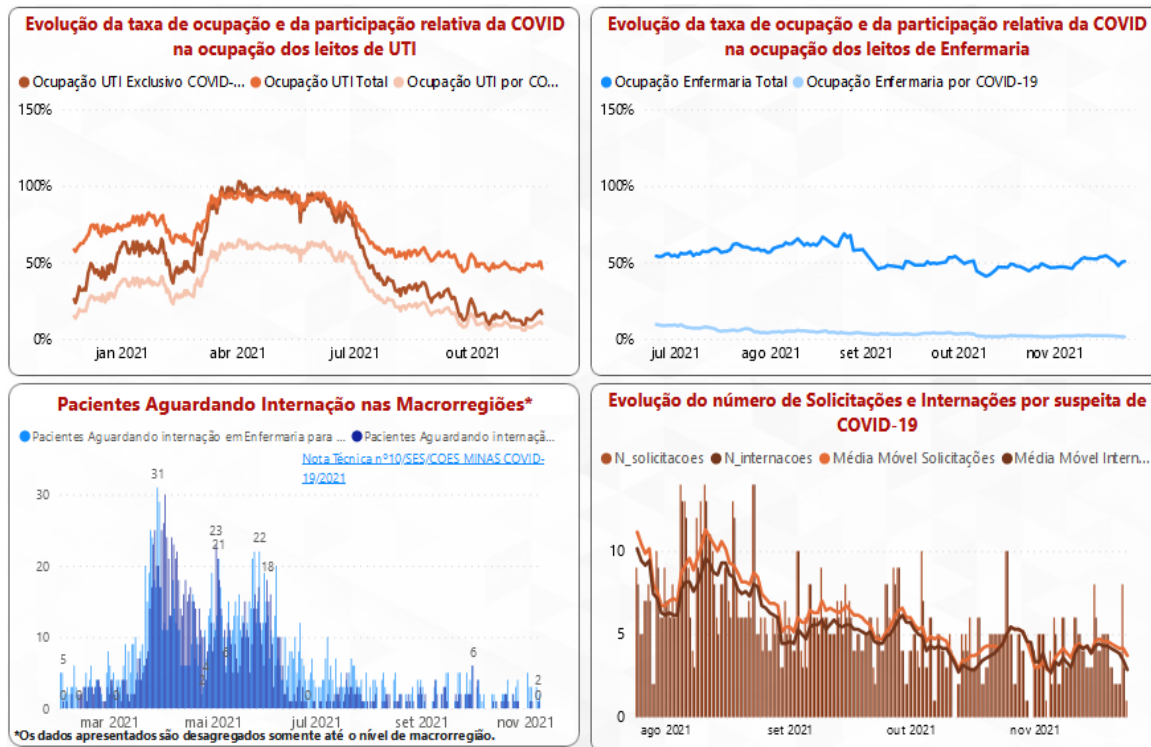 Evolução da taxa de ocupação e da participação relativa da COVID
na ocupação dos leitos de UTI
Ocupação UTI Exclusivo COVID-... Ocupação UTI Total Ocupação UTI por CO...
150%
100%
50%
0%
jan 2021 abr 2021 jul 2021 out 2021
Evolução da taxa de ocupação e da participação relativa da COVID
na ocupação dos leitos de Enfermaria
Ocupação Enfermaria Total Ocupação Enfermaria por COVID-19
150%
100%
50%
0%
jul 2021 ago 2021 set 2021 out 2021 nov 2021
Pacientes Aguardando Internação nas Macrorregiões*
Pacientes Aguardando internação em Enfermaria para ... Pacientes Aguardando internaçã...
Nota Técnica nº10/SES/COES MINAS COVID-
19/2021
30
20
10
0
31
23
21
22
18
5
0
6
0
6
2
0
mar 2021 mai 2021 jul 2021 set 2021 nov 2021
*Os dados apresentados são desagregados somente até o nível de macrorregião.
Evolução do número de Solicitações e Internações por suspeita de
COVID-19
N_solicitacoes N_internacoes Média Móvel Solicitações Média Móvel Intern...
10
5
0
ago 2021 set 2021 out 2021 nov 2021